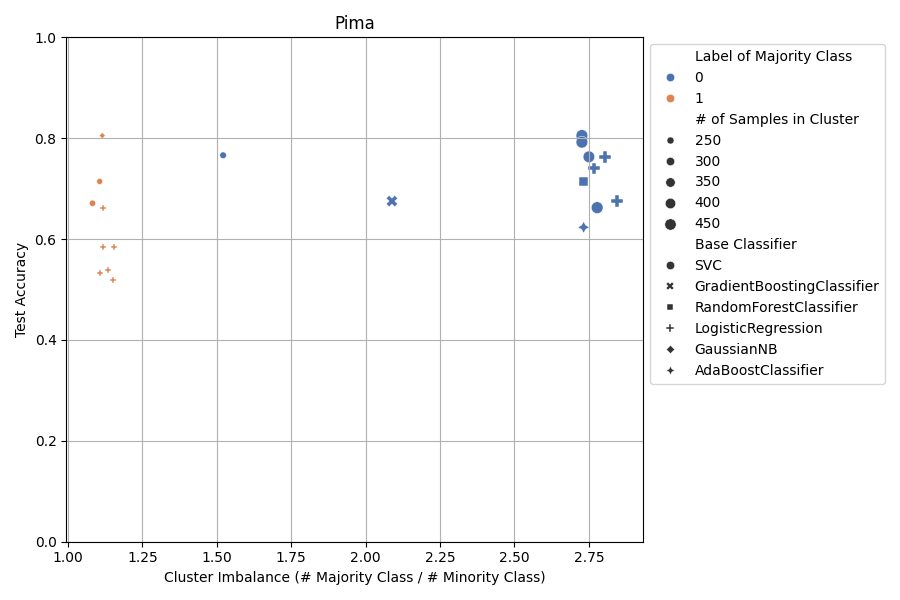 Pima
1.0
0.8
0.6
0.4
0.2
0.0
Test Accuracy
1.00 1.25 1.50 1.75 2.00 2.25 2.50 2.75
Cluster Imbalance (# Majority Class / # Minority Class)
Label of Majority Class
0
1
# of Samples in Cluster
250
300
350
400
450
Base Classifier
SVC
GradientBoostingClassifier
RandomForestClassifier
LogisticRegression
GaussianNB
AdaBoostClassifier